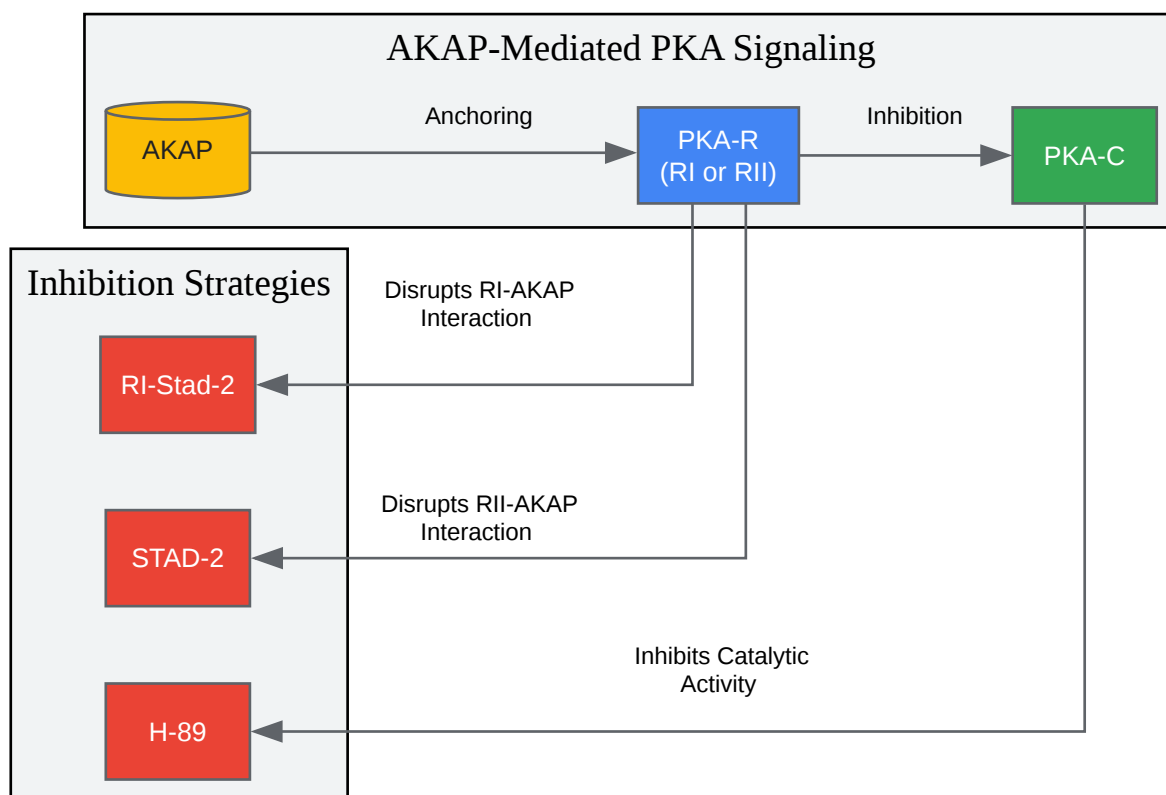 AKAP-Mediated PKA Signaling
Anchoring
Inhibition
AKAP
PKA-R
(RI or RII)
PKA-C
Inhibition Strategies
Disrupts RI-AKAP
Interaction
RI-Stad-2
Disrupts RII-AKAP
Interaction
STAD-2
Inhibits Catalytic
Activity
H-89